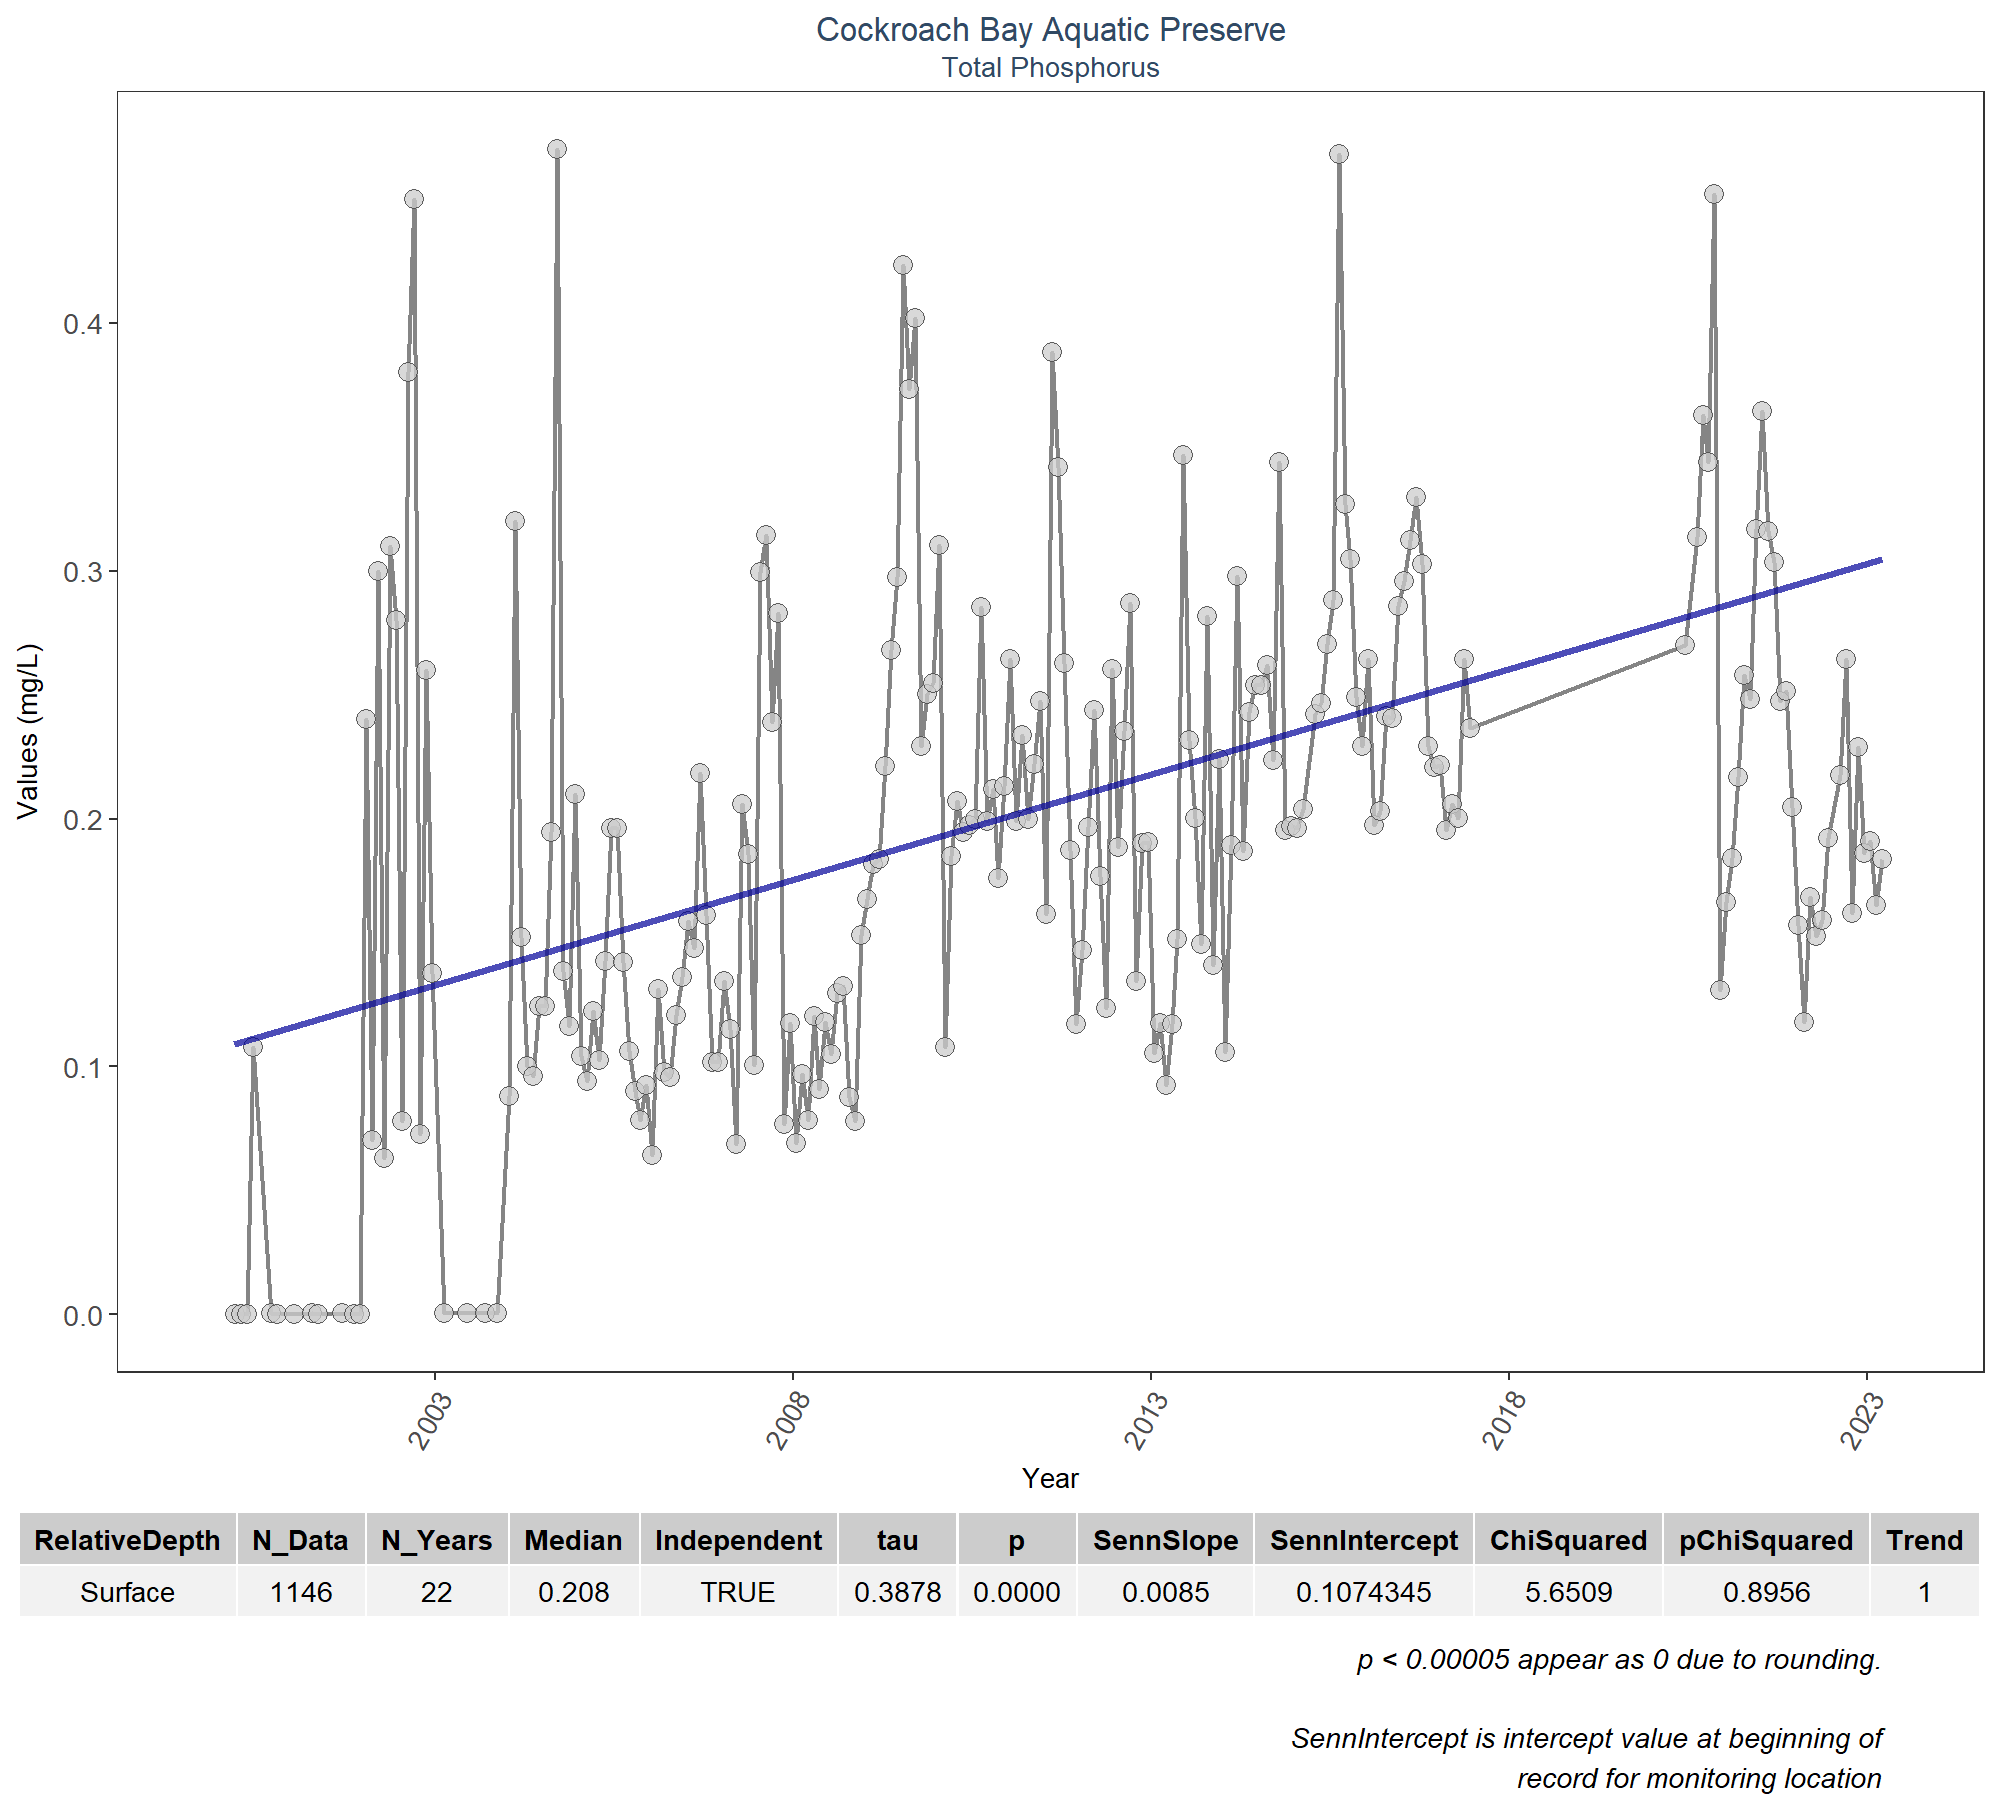 Cockroach Bay Aquatic Preserve
Total Phosphorus
Values (mg/L)
0.4
0.3
0.2
0.1
0.0
2003 2008 2013 2018 2023
Year
RelativeDepth N_Data N_Years Median Independent tau p SennSlope SennIntercept ChiSquared pChiSquared Trend
Surface 1146 22 0.208 TRUE 0.3878 0.0000 0.0085 0.1074345 5.6509 0.8956 1
p < 0.00005 appear as 0 due to rounding.
SennIntercept is intercept value at beginning of
record for monitoring location